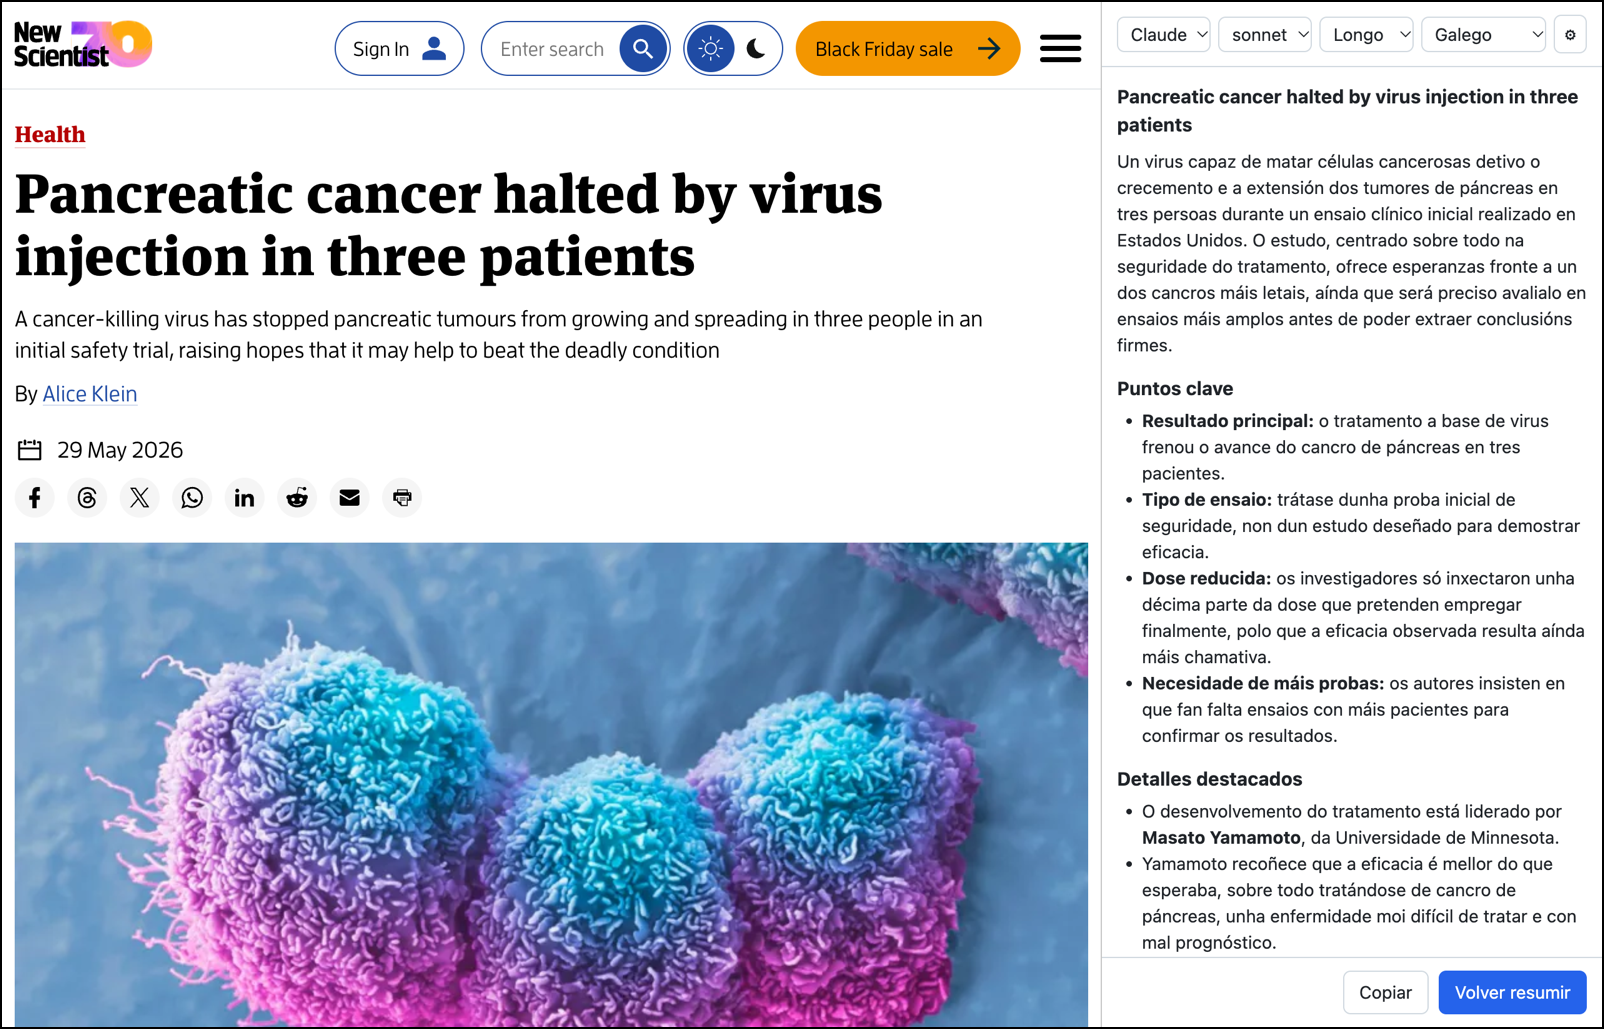 New
Scientist
70
Sign In
Enter search
Black Friday sale
Health
Pancreatic cancer halted by virus
injection in three patients
A cancer-killing virus has stopped pancreatic tumours from growing and spreading in three people in an
initial safety trial, raising hopes that it may help to beat the deadly condition
By Alice Klein
29 May 2026
Claude
sonnet
Longo
Galego
Pancreatic cancer halted by virus injection in three
patients
Un virus capaz de matar células cancerosas detivo o
crecemento e a extensión dos tumores de páncreas en
tres persoas durante un ensaio clínico inicial realizado en
Estados Unidos. O estudo, centrado sobre todo na
seguridade do tratamento, ofrece esperanzas fronte a un
dos cancros máis letais, aínda que será preciso avalialo en
ensaios máis amplos antes de poder extraer conclusións
firmes.
Puntos clave
• Resultado principal: o tratamento a base de virus
frenou o avance do cancro de páncreas en tres
pacientes.
• Tipo de ensaio: trátase dunha proba inicial de
seguridade, non dun estudo deseñado para demostrar
eficacia.
• Dose reducida: os investigadores só inxectaron unha
décima parte da dose que pretenden empregar
finalmente, polo que a eficacia observada resulta aínda
máis chamativa.
• Necesidade de máis probas: os autores insisten en
que fan falta ensaios con máis pacientes para
confirmar os resultados.
Detalles destacados
• O desenvolvemento do tratamento está liderado por
Masato Yamamoto, da Universidade de Minnesota.
• Yamamoto recoñece que a eficacia é mellor do que
esperaba, sobre todo tratándose de cancro de
páncreas, unha enfermidade moi difícil de tratar e con
mal prognóstico.
Copiar
Volver resumir